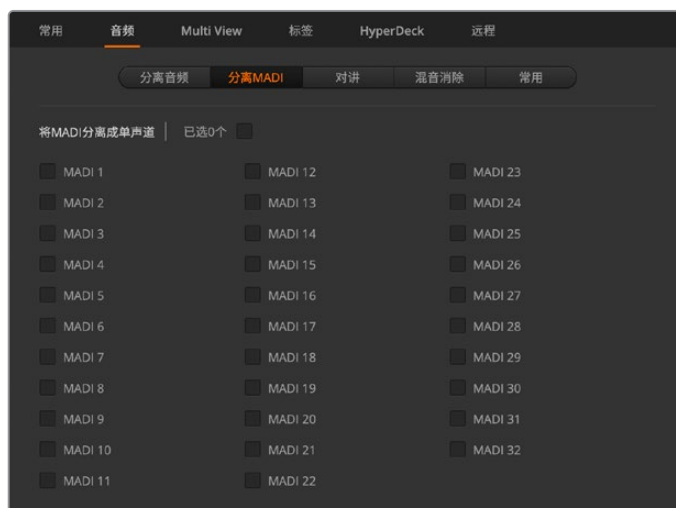 常用 音频 Multi View 标签 HyperDeck 远程
分离音频 分离MADI 对讲 混音消除 常用
将MADI分离成单声道 已选0个
MADI 1 MADI 12 MADI 23
MADI 2 MADI 13 MADI 24
MADI 3 MADI 14 MADI 25
MADI 4 MADI 15 MADI 26
MADI 5 MADI 16 MADI 27
MADI 6 MADI 17 MADI 28
MADI 7 MADI 18 MADI 29
MADI 8 MADI 19 MADI 30
MADI 9 MADI 20 MADI 31
MADI 10 MADI 21 MADI 32
MADI 11 MADI 22